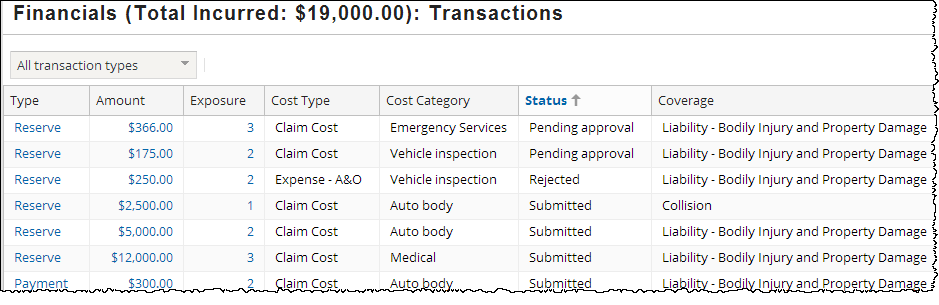 Financials (Total Incurred: $19,000.00): Transactions
All transaction types
Type Amount Exposure Cost Type Cost Category Status ↑ Coverage
Reserve $366.00 3 Claim Cost Emergency Services Pending approval Liability - Bodily Injury and Property Damage
Reserve $175.00 2 Claim Cost Vehicle inspection Pending approval Liability - Bodily Injury and Property Damage
Reserve $250.00 2 Expense - A&O Vehicle inspection Rejected Liability - Bodily Injury and Property Damage
Reserve $2,500.00 1 Claim Cost Auto body Submitted Collision
Reserve $5,000.00 2 Claim Cost Auto body Submitted Liability - Bodily Injury and Property Damage
Reserve $12,000.00 3 Claim Cost Medical Submitted Liability - Bodily Injury and Property Damage
Payment $300.00 2 Claim Cost Auto body Submitted Liability - Bodily Injury and Property Damage